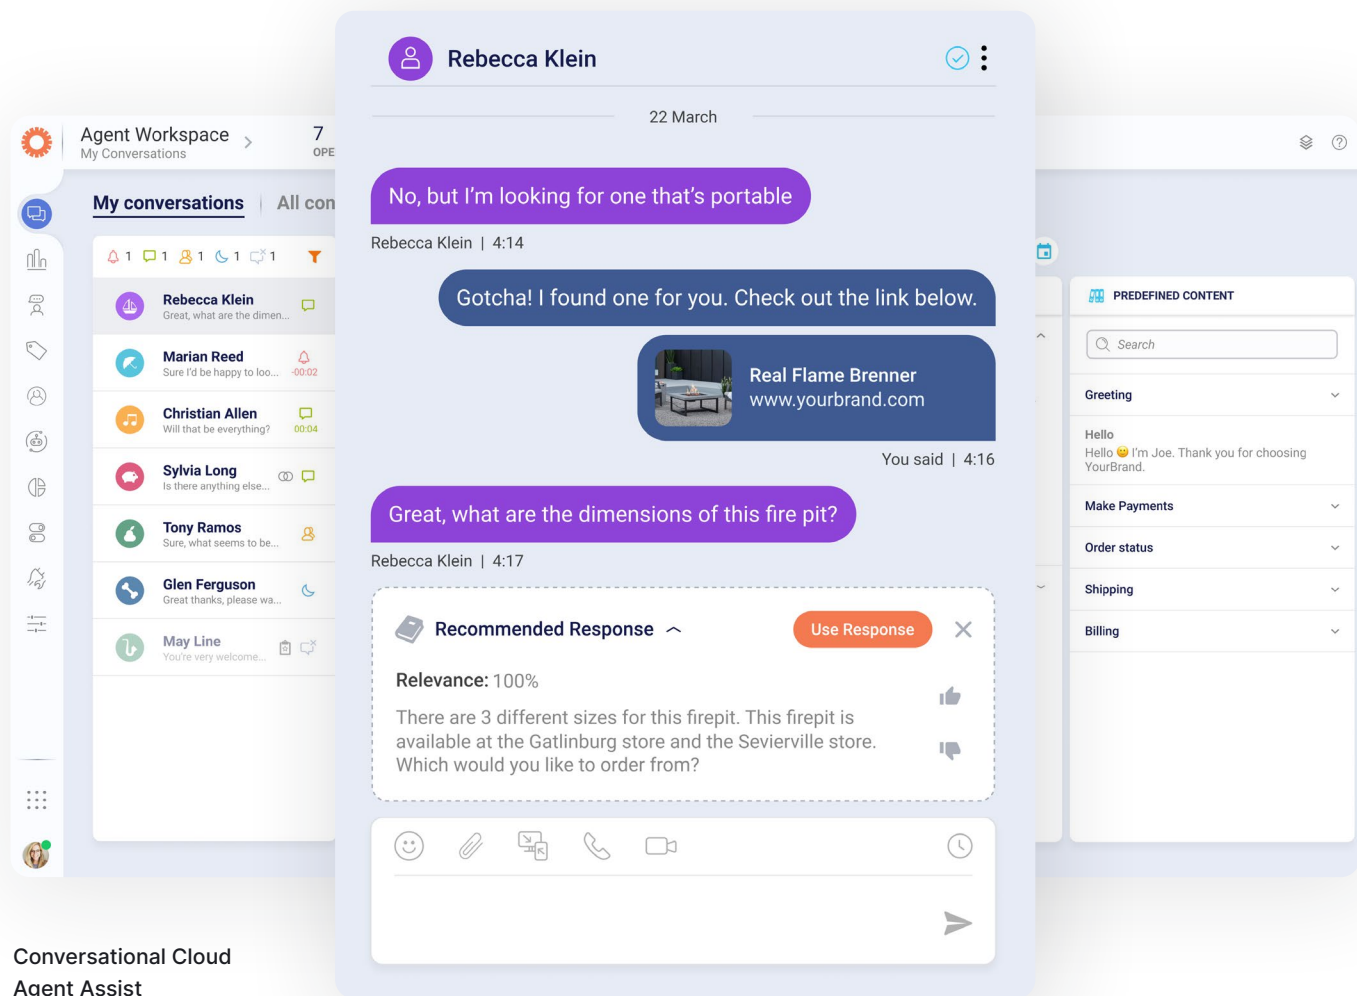 Rebecca Klein
22 March
No, but I'm looking for one that's portable
Rebecca Klein | 4:14
Gotcha! I found one for you. Check out the link below.
Real Flame Brenner
www.yourbrand.com
You said | 4:16
Great, what are the dimensions of this fire pit?
Rebecca Klein | 4:17
Recommended Response
Use Response
Relevance: 100%
There are 3 different sizes for this firepit. This firepit is
available at the Gatlinburg store and the Sevierville store.
Which would you like to order from?
Agent Workspace
My Conversations
7
OPE
My conversations
All con
1 1 1 1 1
Rebecca Klein
Great, what are the dimen...
Marian Reed
Sure I'd be happy to loo...
-00:02
Christian Allen
Will that be everything?
00:04
Sylvia Long
Is there anything else...
Tony Ramos
Sure, what seems to be...
Glen Ferguson
Great thanks, please wa...
May Line
You're very welcome...
PREDEFINED CONTENT
Search
Greeting
Hello
Hello 😀 I'm Joe. Thank you for choosing
YourBrand.
Make Payments
Order status
Shipping
Billing
Conversational Cloud
Agent Assist